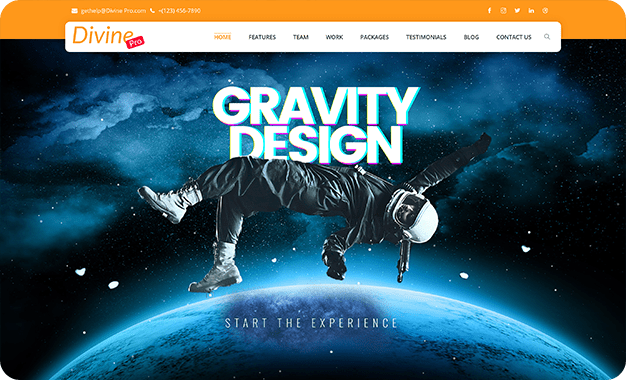 gethelp@Divine Pro.com +(123) 456-7890
Divine Pro
HOME FEATURES TEAM WORK PACKAGES TESTIMONIALS BLOG CONTACT US
GRAVITY
DESIGN
START THE EXPERIENCE